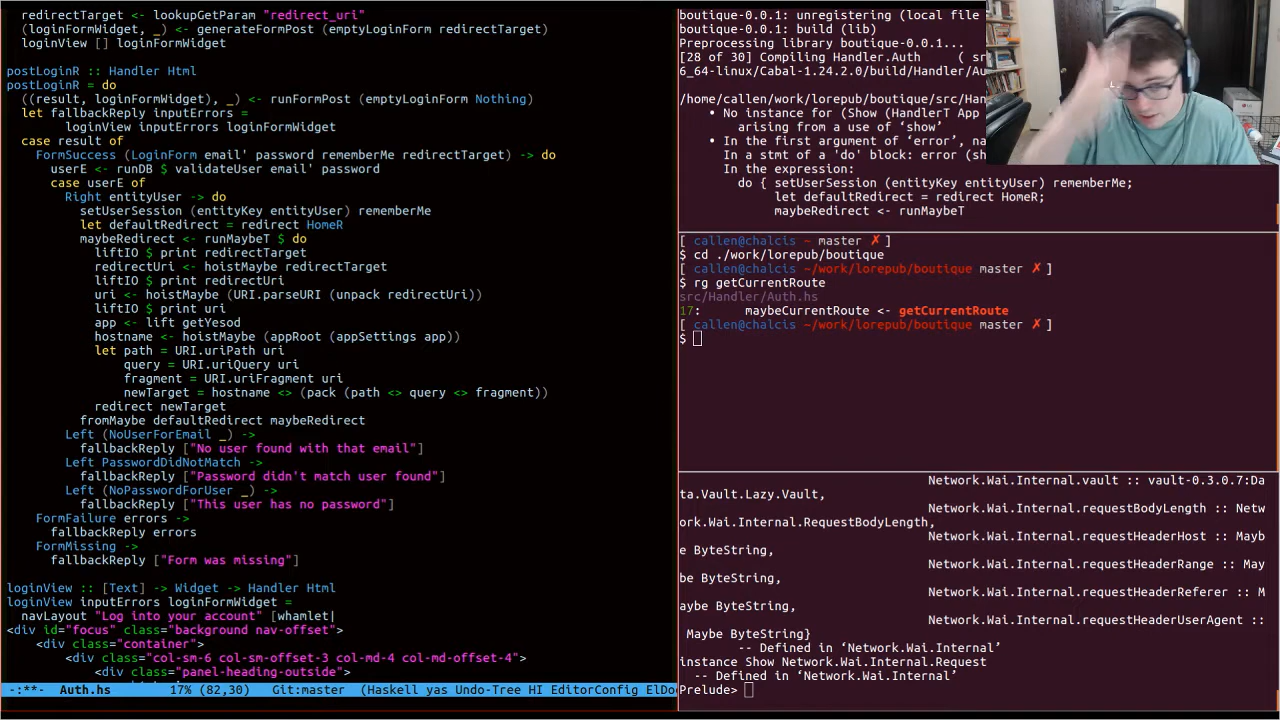 redirectTarget <- lookupGetParam "redirect_uri"
  (loginFormWidget, _) <- generateFormPost (emptyLoginForm redirectTarget)
  loginView [] loginFormWidget

postLoginR :: Handler Html
postLoginR = do
  ((result, loginFormWidget), _) <- runFormPost (emptyLoginForm Nothing)
  let fallbackReply inputErrors =
        loginView inputErrors loginFormWidget
  case result of
    FormSuccess (LoginForm email' password rememberMe redirectTarget) -> do
      userE <- runDB $ validateUser email' password
      case userE of
        Right entityUser -> do
          setUserSession (entityKey entityUser) rememberMe
          let defaultRedirect = redirect HomeR
          maybeRedirect <- runMaybeT $ do
            liftIO $ print redirectTarget
            redirectUri <- hoistMaybe redirectTarget
            liftIO $ print redirectUri
            uri <- hoistMaybe (URI.parseURI (unpack redirectUri))
            liftIO $ print uri
            app <- lift getYesod
            hostname <- hoistMaybe (appRoot (appSettings app))
            let path = URI.uriPath uri
                query = URI.uriQuery uri
                fragment = URI.uriFragment uri
                newTarget = hostname <> (pack (path <> query <> fragment))
            redirect newTarget
          fromMaybe defaultRedirect maybeRedirect
        Left (NoUserForEmail _) ->
          fallbackReply ["No user found with that email"]
        Left PasswordDidNotMatch ->
          fallbackReply ["Password didn't match user found"]
        Left (NoPasswordForUser _) ->
          fallbackReply ["This user has no password"]
    FormFailure errors ->
      fallbackReply errors
    FormMissing ->
      fallbackReply ["Form was missing"]

loginView :: [Text] -> Widget -> Handler Html
loginView inputErrors loginFormWidget =
  navLayout "Log into your account" [whamlet|
<div id="focus" class="background nav-offset">
    <div class="container">
        <div class="col-sm-6 col-sm-offset-3 col-md-4 col-md-offset-4">
            <div class="panel-heading-outside">
-:**-  Auth.hs        17% (82,30)    Git:master  (Haskell yas Undo-Tree HI EditorConfig ElDo
boutique-0.0.1: unregistering (local file
boutique-0.0.1: build (lib)
Preprocessing library boutique-0.0.1...
[28 of 30] Compiling Handler.Auth     ( s
6_64-linux/Cabal-1.24.2.0/build/Handler/Au

/home/callen/work/lorepub/boutique/src/Han
    • No instance for (Show (HandlerT App
        arising from a use of ‘show’
    • In the first argument of ‘error’, na
      In a stmt of a 'do' block: error (sh
      In the expression:
        do { setUserSession (entityKey entityUser) rememberMe;
             let defaultRedirect = redirect HomeR;
             maybeRedirect <- runMaybeT
[ callen@chalcis ~ master ✗ ]
$ cd ./work/lorepub/boutique
[ callen@chalcis ~/work/lorepub/boutique master ✗ ]
$ rg getCurrentRoute
src/Handler/Auth.hs
17:      maybeCurrentRoute <- getCurrentRoute
[ callen@chalcis ~/work/lorepub/boutique master ✗ ]
$
Network.Wai.Internal.vault :: vault-0.3.0.7:Da
ta.Vault.Lazy.Vault,
Network.Wai.Internal.requestBodyLength :: Netw
ork.Wai.Internal.RequestBodyLength,
Network.Wai.Internal.requestHeaderHost :: Mayb
e ByteString,
Network.Wai.Internal.requestHeaderRange :: Ma
ybe ByteString,
Network.Wai.Internal.requestHeaderReferer :: M
aybe ByteString,
Network.Wai.Internal.requestHeaderUserAgent ::
 Maybe ByteString}
        -- Defined in ‘Network.Wai.Internal’
instance Show Network.Wai.Internal.Request
  -- Defined in ‘Network.Wai.Internal’
Prelude>